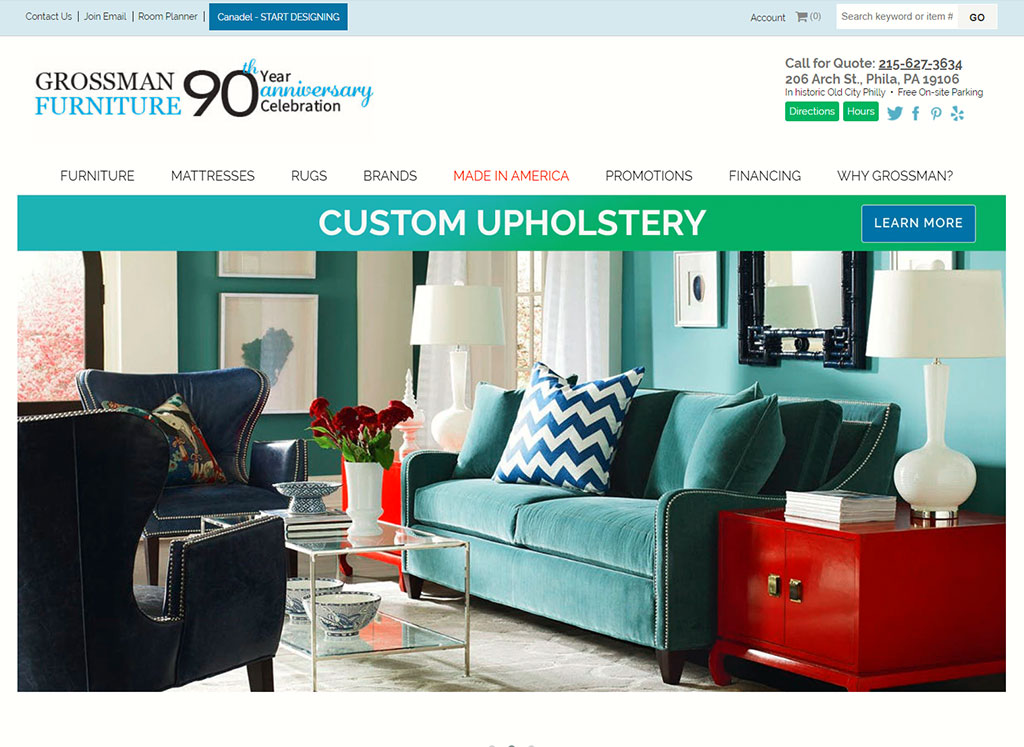 Contact Us | Join Email | Room Planner | Canadel - START DESIGNING
Account (0) Search keyword or item # GO
GROSSMAN FURNITURE 90th Year anniversary Celebration
Call for Quote: 215-627-3634
206 Arch St., Phila, PA 19106
In historic Old City Philly • Free On-site Parking
Directions Hours
FURNITURE MATTRESSES RUGS BRANDS MADE IN AMERICA PROMOTIONS FINANCING WHY GROSSMAN?
CUSTOM UPHOLSTERY LEARN MORE